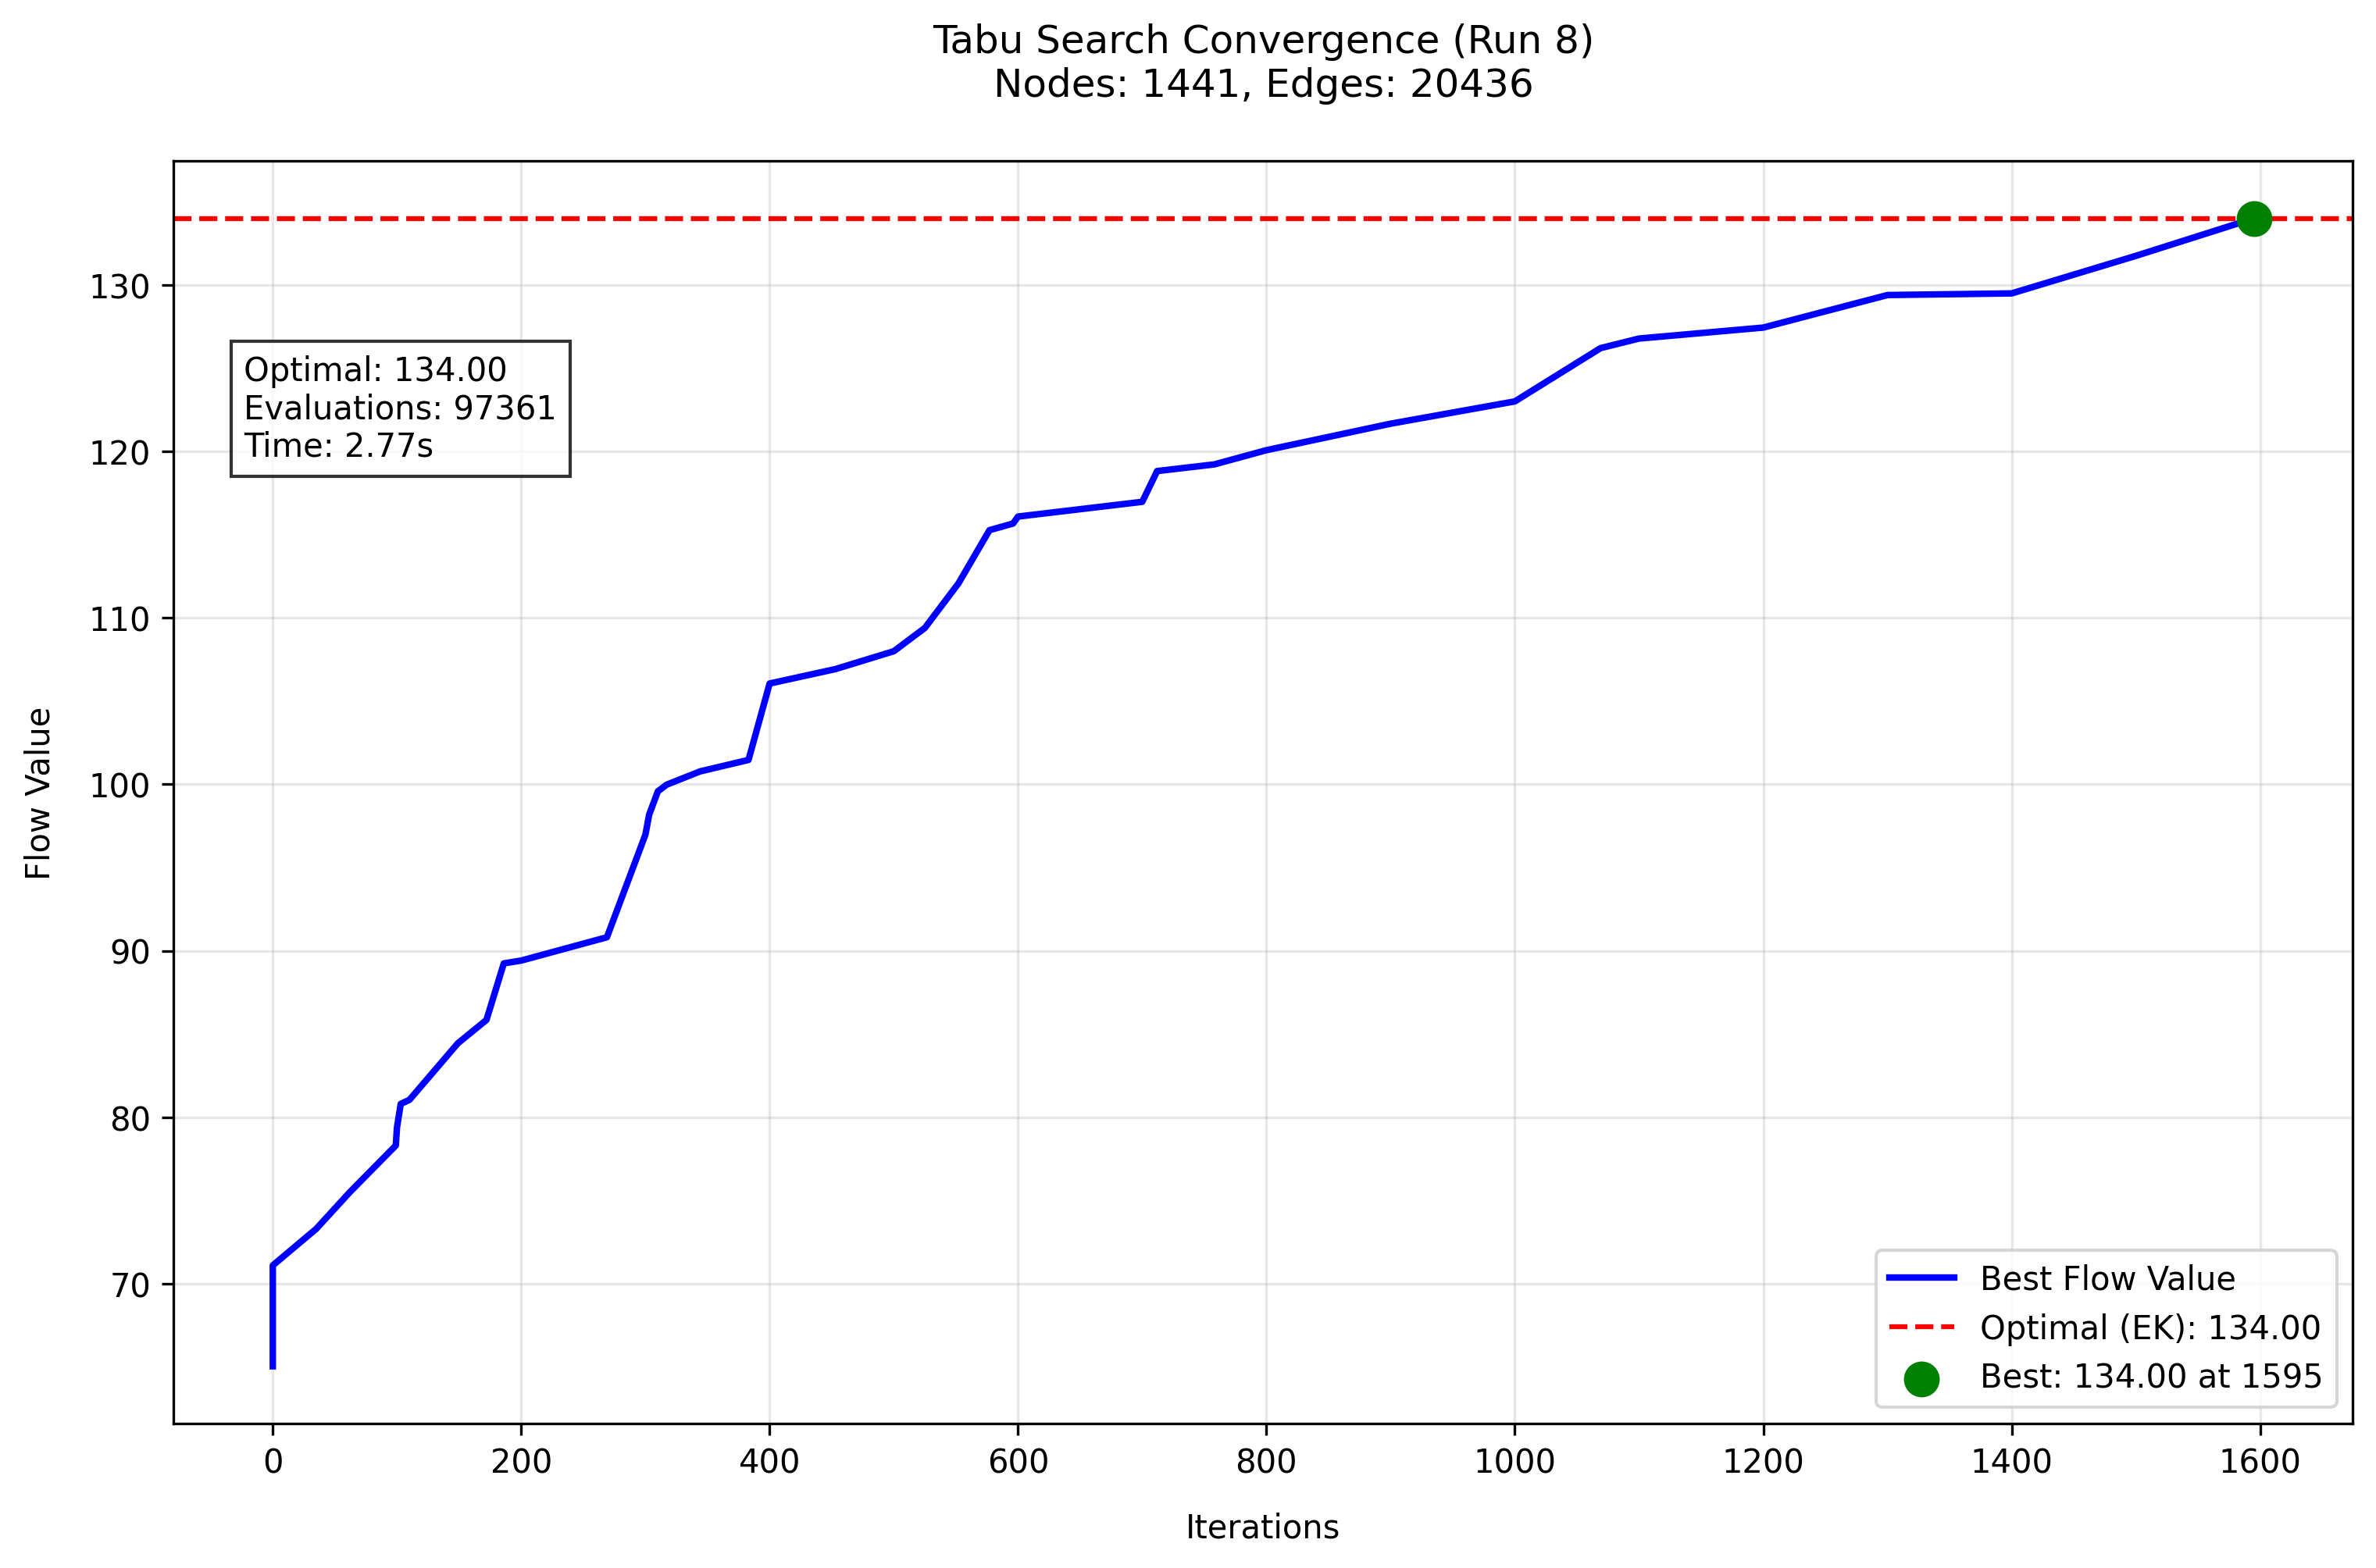 Tabu Search Convergence (Run 8)
Nodes: 1441, Edges: 20436
Flow Value
130
120
110
100
90
80
70
Optimal: 134.00
Evaluations: 97361
Time: 2.77s
Best Flow Value
Optimal (EK): 134.00
Best: 134.00 at 1595
0 200 400 600 800 1000 1200 1400 1600
Iterations